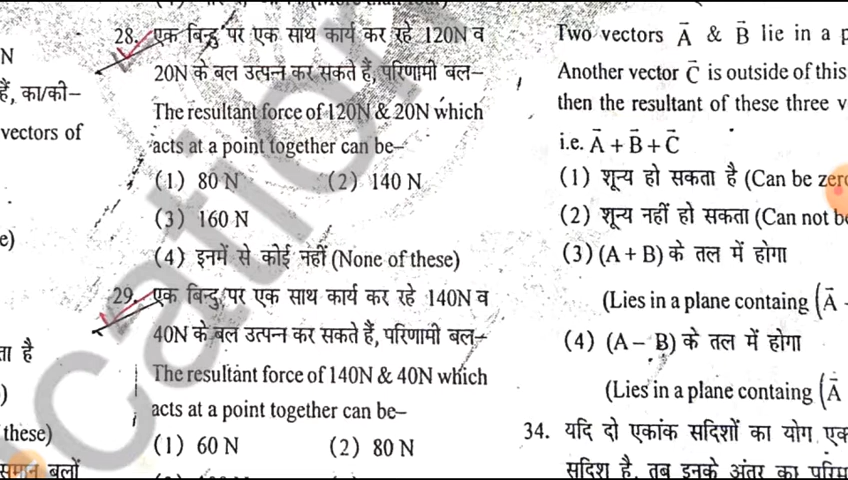 N
हैं, का/की–
vectors of
e)
ता है
)
these)
समान बलों
28. एक बिन्दु पर एक साथ कार्य कर रहे 120N व
20N के बल उत्पन्न कर सकते हैं, परिणामी बल–
The resultant force of 120N & 20N which
acts at a point together can be–
(1) 80 N (2) 140 N
(3) 160 N
(4) इनमें से कोई नहीं (None of these)
29. एक बिन्दु पर एक साथ कार्य कर रहे 140N व
40N के बल उत्पन्न कर सकते हैं, परिणामी बल–
The resultant force of 140N & 40N which
acts at a point together can be–
(1) 60 N (2) 80 N
Two vectors A⃗ & B⃗ lie in a p
Another vector C⃗ is outside of this
then the resultant of these three v
i.e. A⃗ + B⃗ + C⃗
(1) शून्य हो सकता है (Can be zero
(2) शून्य नहीं हो सकता (Can not be
(3) (A + B) के तल में होगा
(Lies in a plane containg (A⃗ -
(4) (A – B) के तल में होगा
(Lies in a plane containg (A⃗
34. यदि दो एकांक सदिशों का योग एक
सदिश है, तब इनके अंतर का परिम